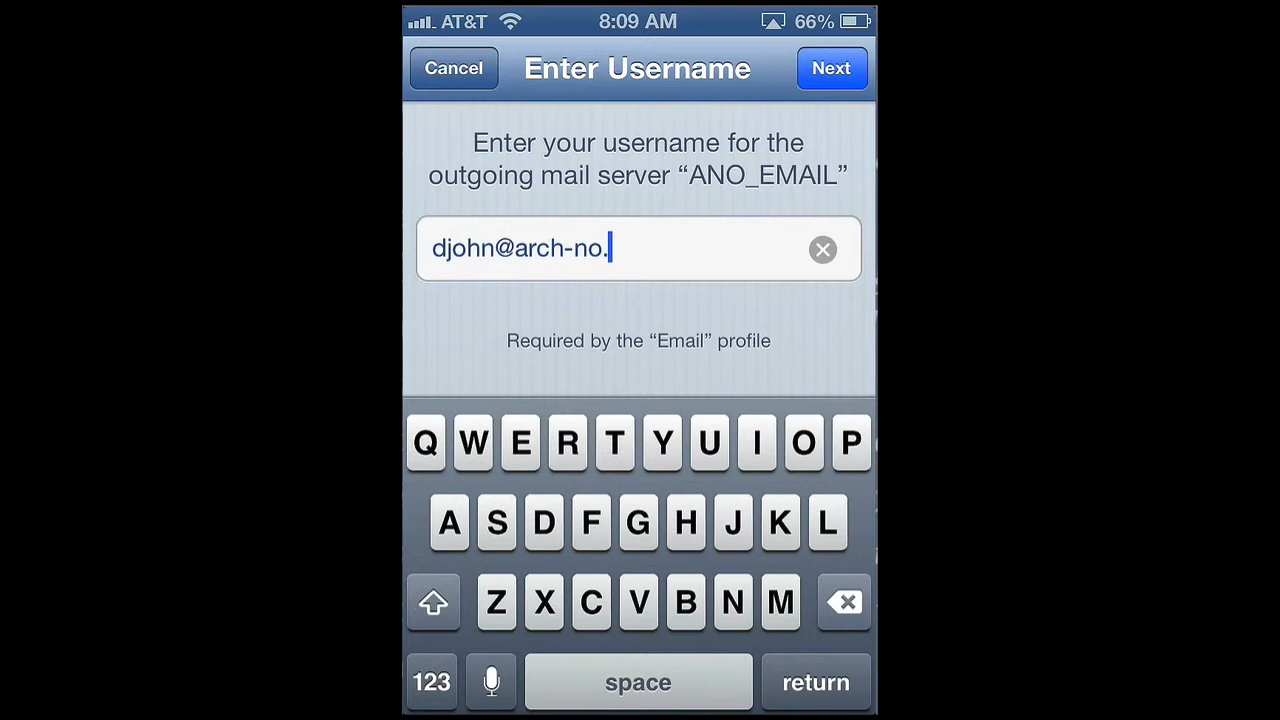 AT&T 8:09 AM 66%
Cancel Enter Username Next
Enter your username for the
outgoing mail server “ANO_EMAIL”
djohn@arch-no.
Required by the “Email” profile
Q W E R T Y U I O P
A S D F G H J K L
Z X C V B N M
123 space return